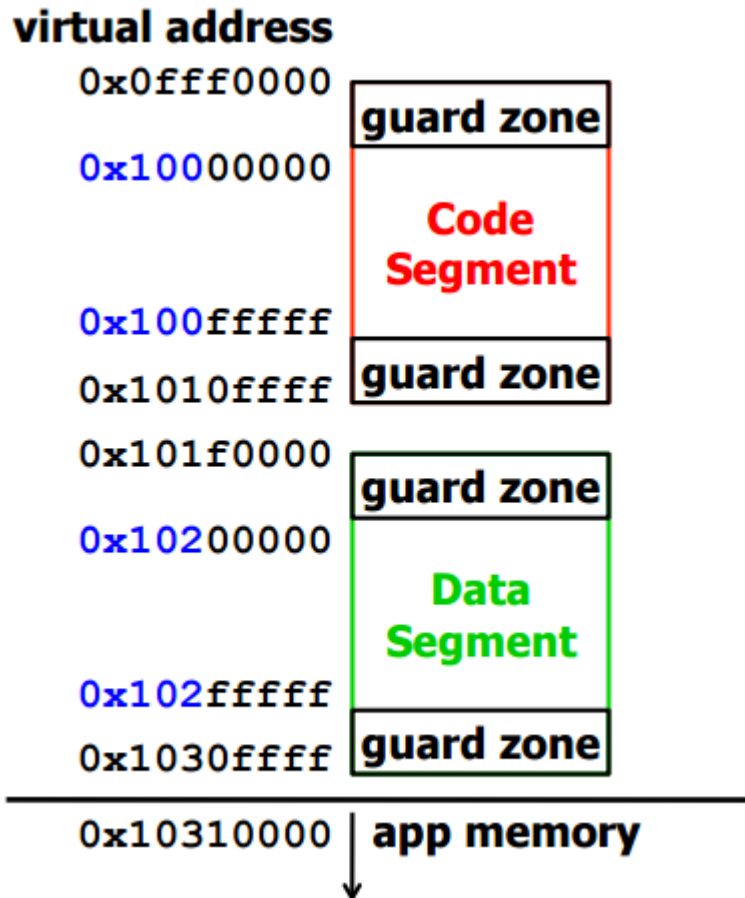 virtual address
0x0fff0000
guard zone
0x10000000
Code
Segment
0x100fffff
guard zone
0x1010ffff
0x101f0000
guard zone
0x10200000
Data
Segment
0x102fffff
guard zone
0x1030ffff
0x10310000 app memory